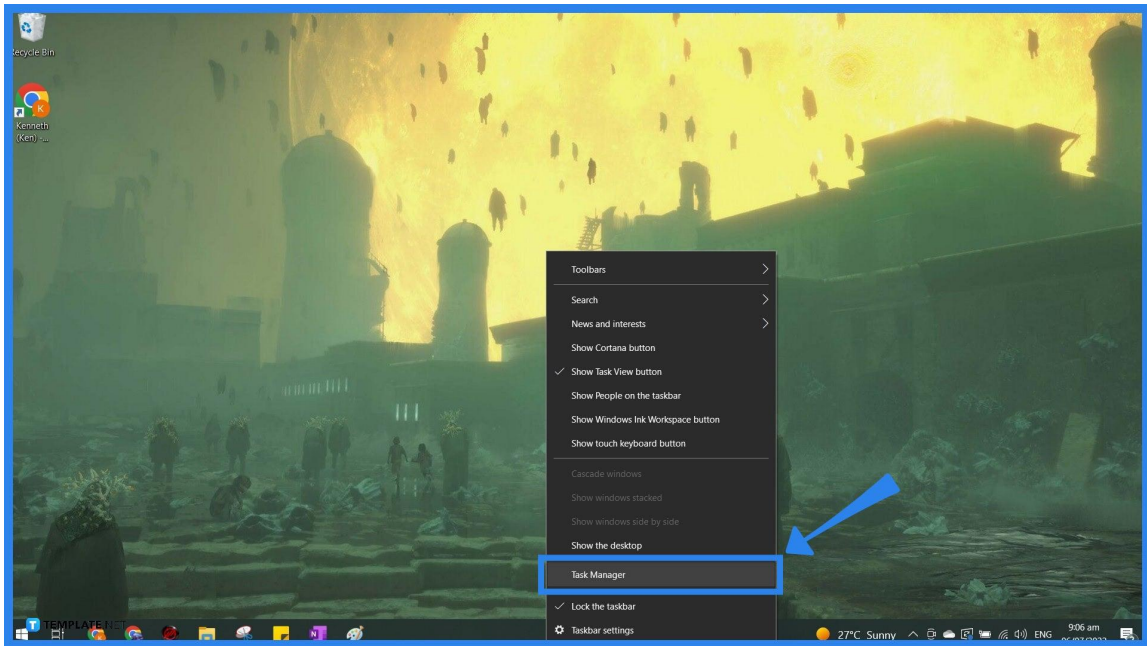 Recycle Bin
Kenneth
(Ken) -...
Toolbars
Search
News and interests
Show Cortana button
Show Task View button
Show People on the taskbar
Show Windows Ink Workspace button
Show touch keyboard button
Cascade windows
Show windows stacked
Show windows side by side
Show the desktop
Task Manager
Lock the taskbar
Taskbar settings
T TEMPLATE.NET
27°C Sunny
ENG
9:06 am